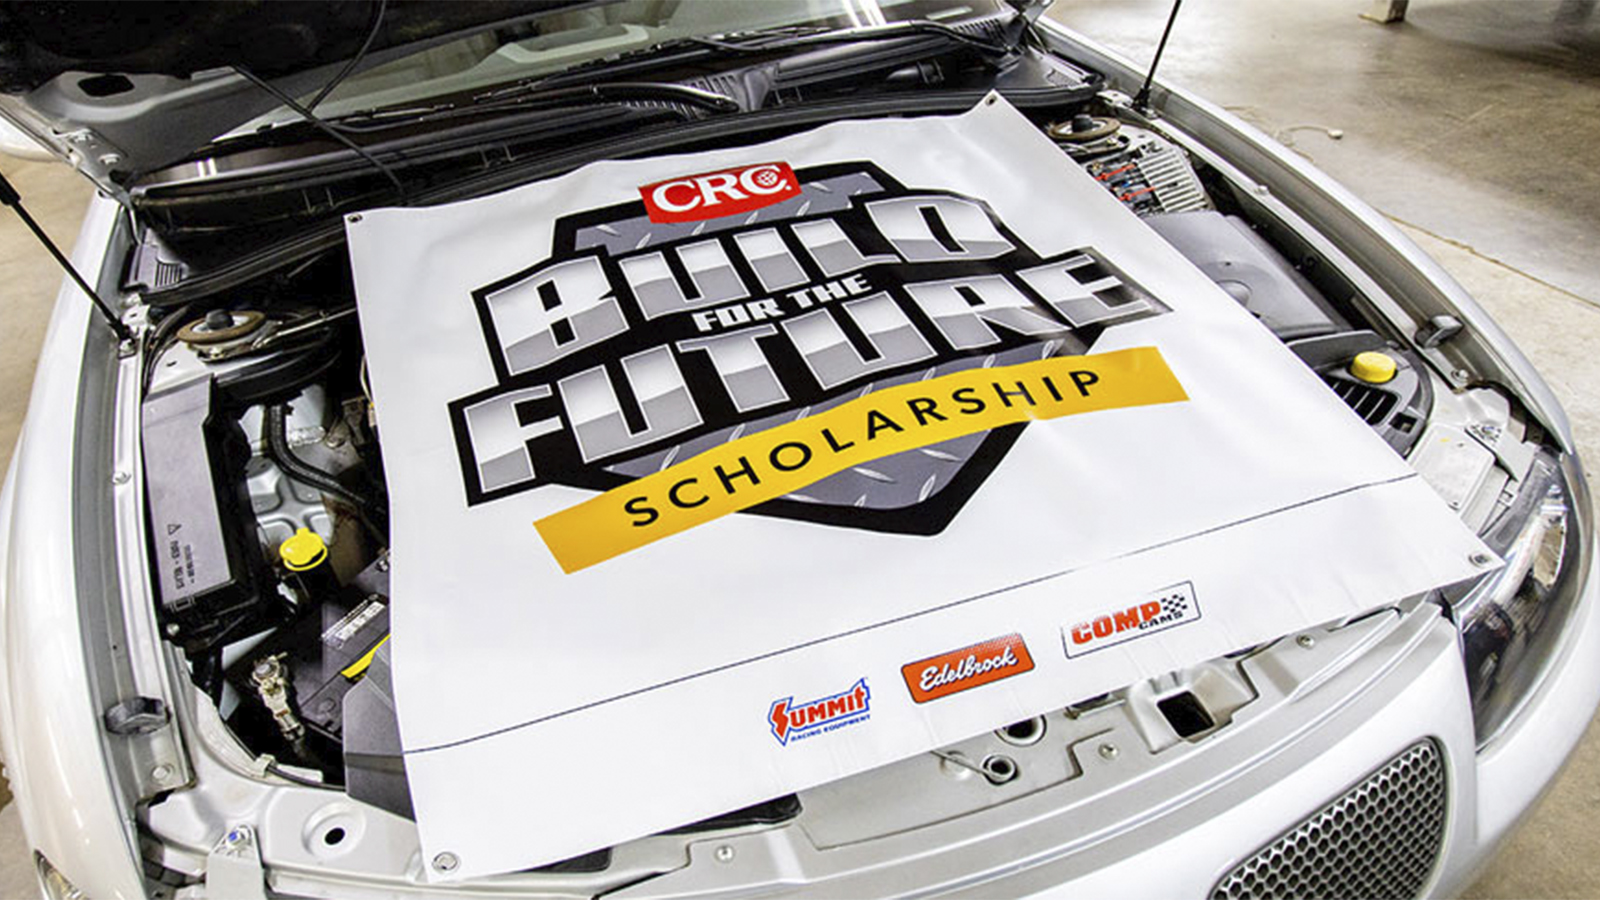 CRC
BUILD
FOR THE
FUTURE
SCHOLARSHIP
SUMMIT
RACING EQUIPMENT
Edelbrock
COMP
CAMS